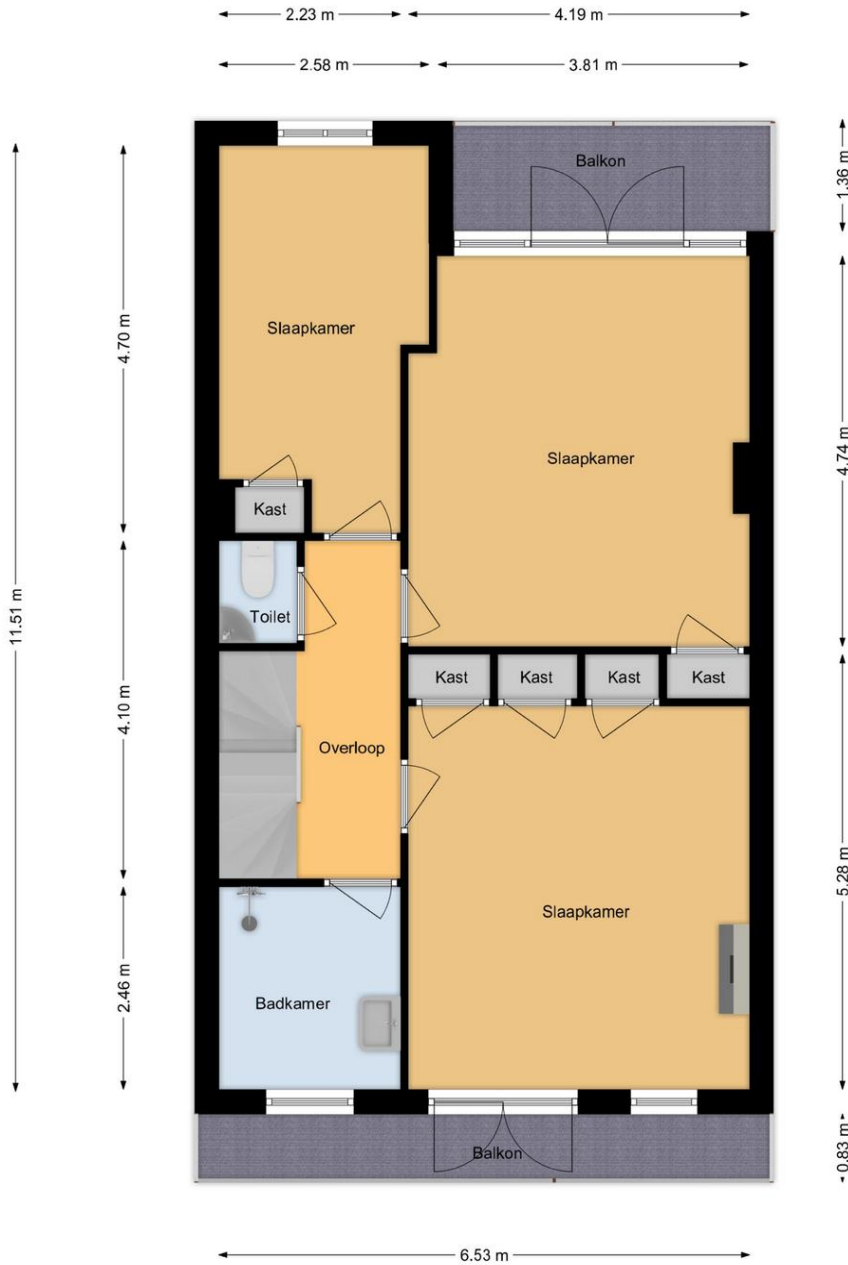 2.23 m
4.19 m
2.58 m
3.81 m
Balkon
1.36 m
Slaapkamer
4.70 m
Slaapkamer
4.74 m
Kast
11.51 m
Toilet
Kast
Kast
Kast
Kast
4.10 m
Overloop
5.28 m
Slaapkamer
2.46 m
Badkamer
Balkon
0.83 m
6.53 m